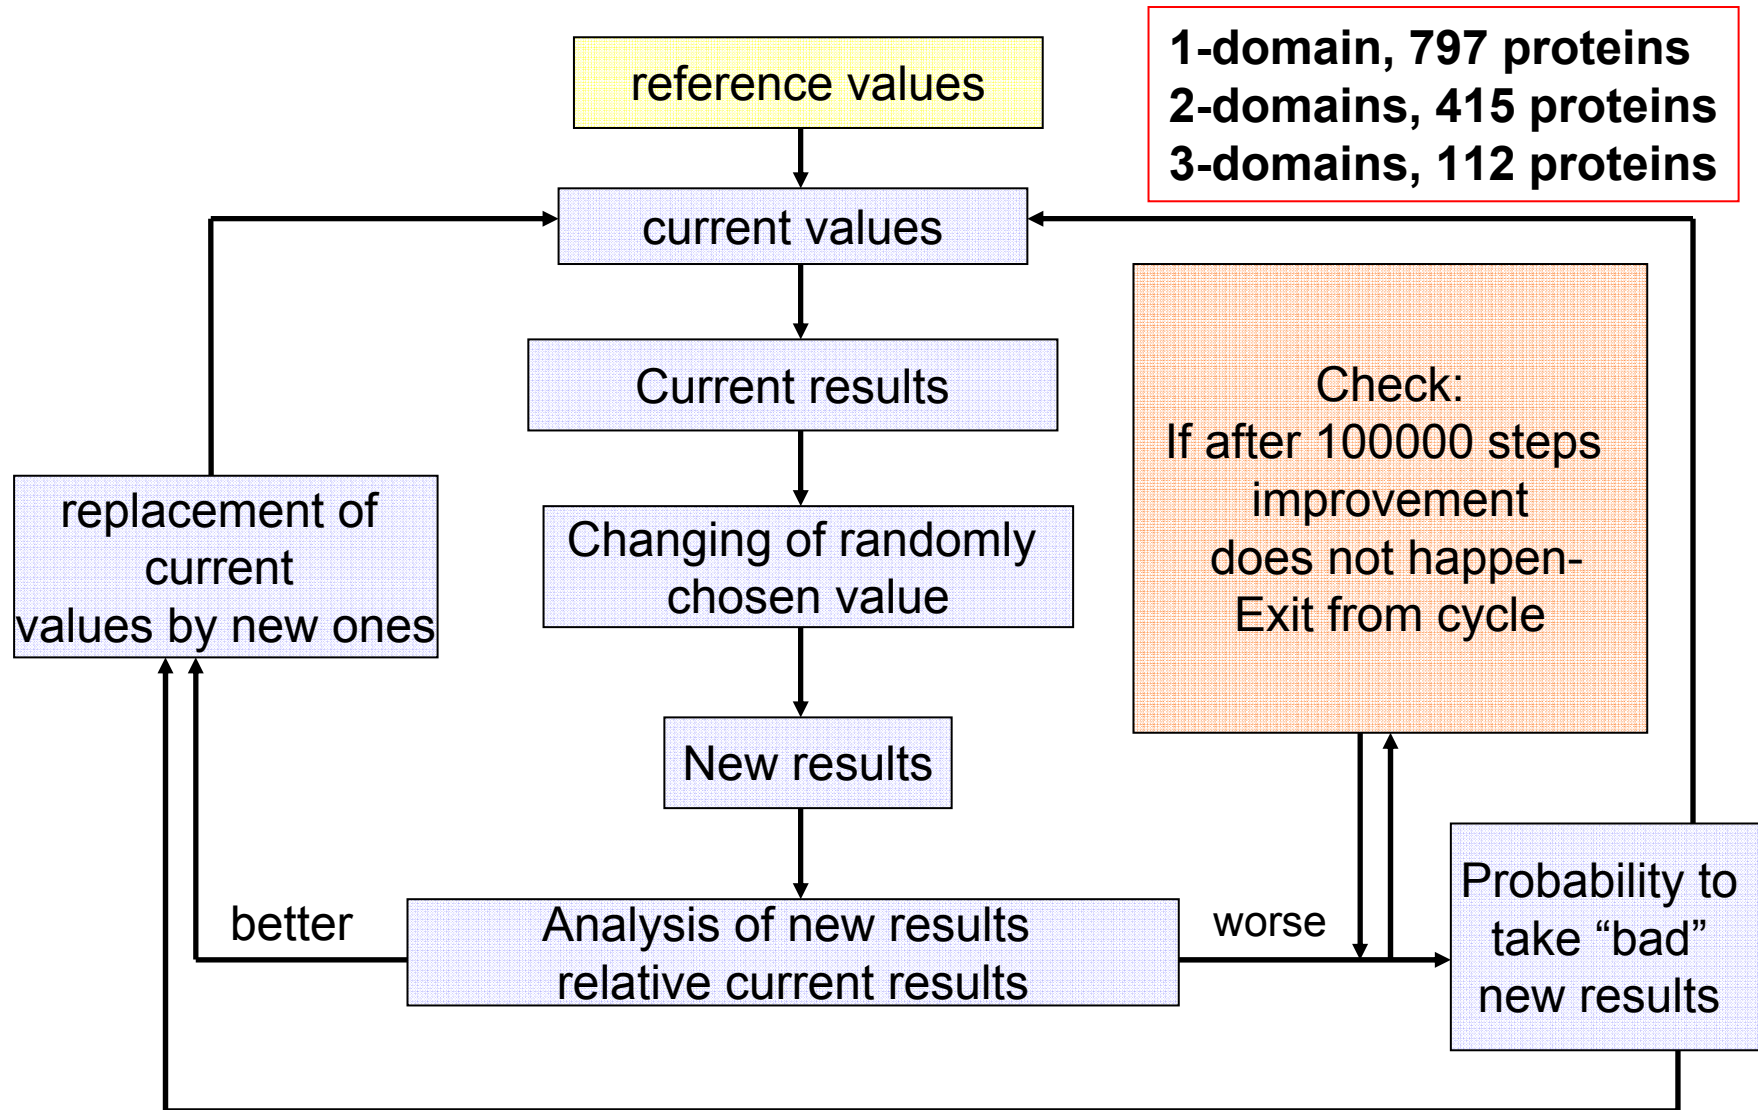 reference values
1-domain, 797 proteins
2-domains, 415 proteins
3-domains, 112 proteins
current values
Current results
Check:
If after 100000 steps
improvement
does not happen-
Exit from cycle
replacement of
current
values by new ones
Changing of randomly
chosen value
New results
better
Analysis of new results
relative current results
worse
Probability to
take “bad”
new results